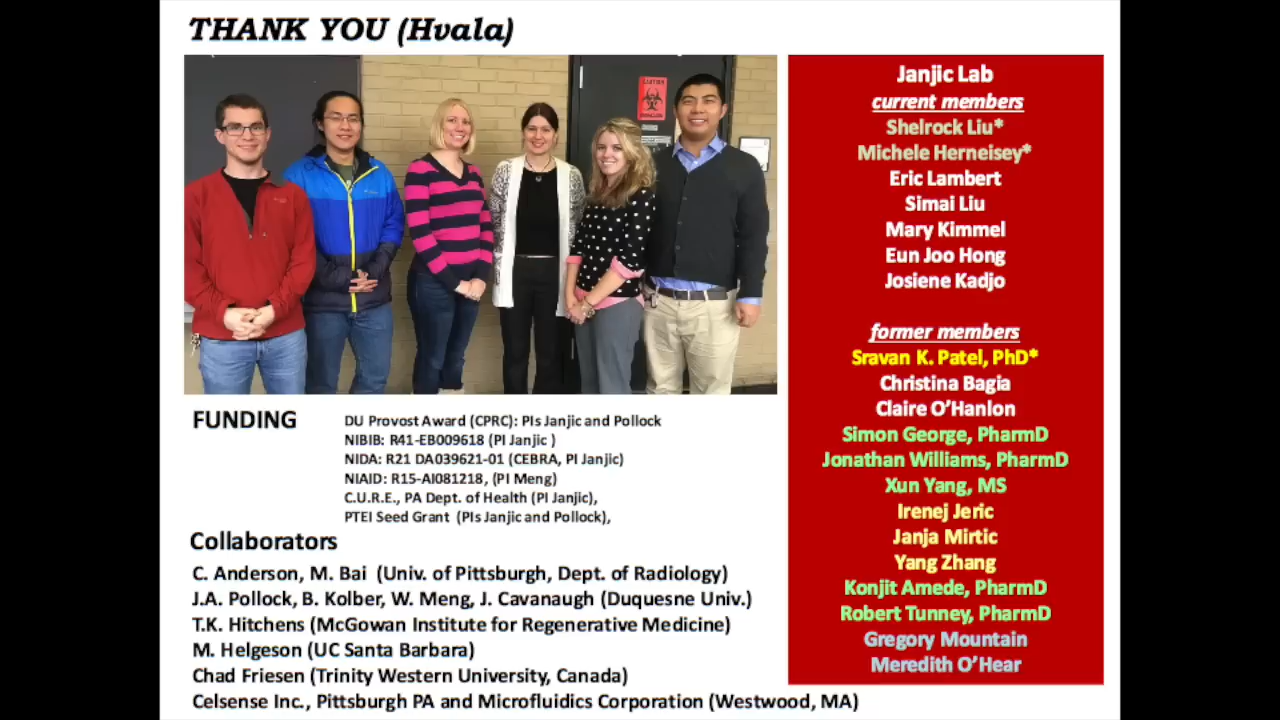 THANK YOU (Hvala)
Janjic Lab
current members
Shelrock Liu*
Michele Herneisey*
Eric Lambert
Simai Liu
Mary Kimmel
Eun Joo Hong
Josiene Kadjo
former members
Sravan K. Patel, PhD*
Christina Bagia
Claire O’Hanlon
Simon George, PharmD
Jonathan Williams, PharmD
Xun Yang, MS
Irenej Jeric
Janja Mirtic
Yang Zhang
Konjit Amede, PharmD
Robert Tunney, PharmD
Gregory Mountain
Meredith O’Hear
FUNDING
DU Provost Award (CPRC): PIs Janjic and Pollock
NIBIB: R41-EB009618 (PI Janjic )
NIDA: R21 DA039621-01 (CEBRA, PI Janjic)
NIAID: R15-AI081218, (PI Meng)
C.U.R.E., PA Dept. of Health (PI Janjic),
PTEI Seed Grant (PIs Janjic and Pollock),
Collaborators
C. Anderson, M. Bai (Univ. of Pittsburgh, Dept. of Radiology)
J.A. Pollock, B. Kolber, W. Meng, J. Cavanaugh (Duquesne Univ.)
T.K. Hitchens (McGowan Institute for Regenerative Medicine)
M. Helgeson (UC Santa Barbara)
Chad Friesen (Trinity Western University, Canada)
Celsense Inc., Pittsburgh PA and Microfluidics Corporation (Westwood, MA)